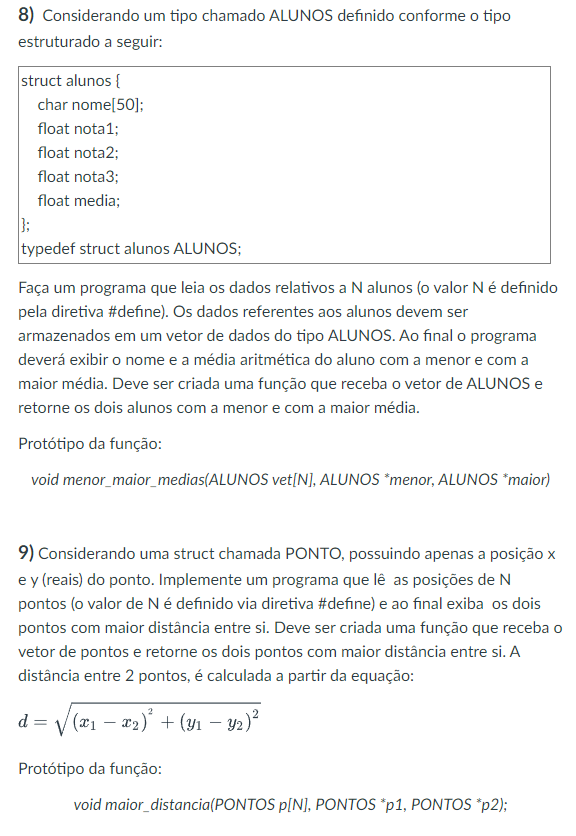 8) Considerando um tipo chamado ALUNOS definido conforme o tipo
estruturado a seguir:
struct alunos {
char nome[50];
float nota1;
float nota2;
float nota3;
float media;
};
typedef struct alunos ALUNOS;
Faça um programa que leia os dados relativos a N alunos (o valor N é definido
pela diretiva #define). Os dados referentes aos alunos devem ser
armazenados em um vetor de dados do tipo ALUNOS. Ao final o programa
deverá exibir o nome e a média aritmética do aluno com a menor e com a
maior média. Deve ser criada uma função que receba o vetor de ALUNOS e
retorne os dois alunos com a menor e com a maior média.
Protótipo da função:
void menor_maior_medias(ALUNOS vet[N], ALUNOS *menor, ALUNOS *maior)
9) Considerando uma struct chamada PONTO, possuindo apenas a posição x
e y (reais) do ponto. Implemente um programa que lê as posições de N
pontos (o valor de N é definido via diretiva #define) e ao final exiba os dois
pontos com maior distância entre si. Deve ser criada uma função que receba o
vetor de pontos e retorne os dois pontos com maior distância entre si. A
distância entre 2 pontos, é calculada a partir da equação:
d = √(x₁ − x₂)² + (y₁ − y₂)²
Protótipo da função:
void maior_distancia(PONTOS p[N], PONTOS *p1, PONTOS *p2);